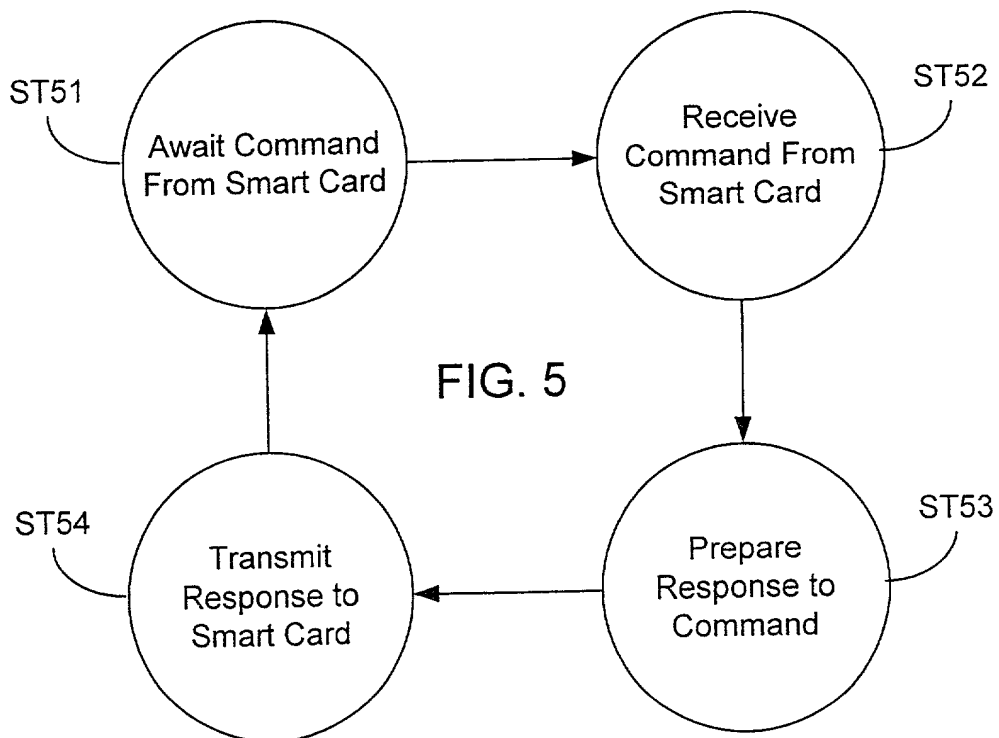 ST51
Await Command
From Smart Card
ST52
Receive
Command From
Smart Card
FIG. 5
ST54
Transmit
Response to
Smart Card
ST53
Prepare
Response to
Command